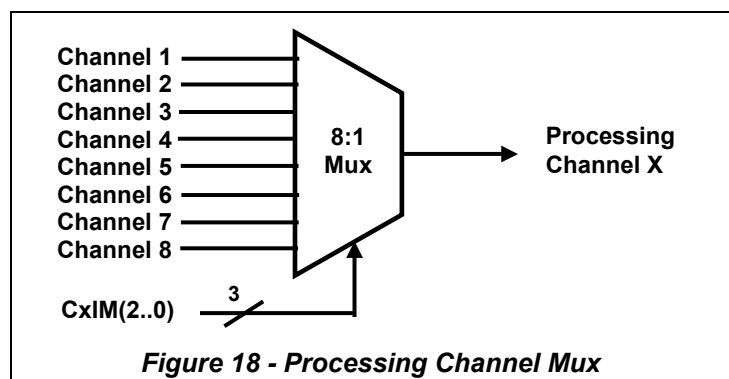 Channel 1
Channel 2
Channel 3
Channel 4
Channel 5
Channel 6
Channel 7
Channel 8
8:1
Mux
Processing
Channel X
CxIM(2..0)
3
Figure 18 - Processing Channel Mux